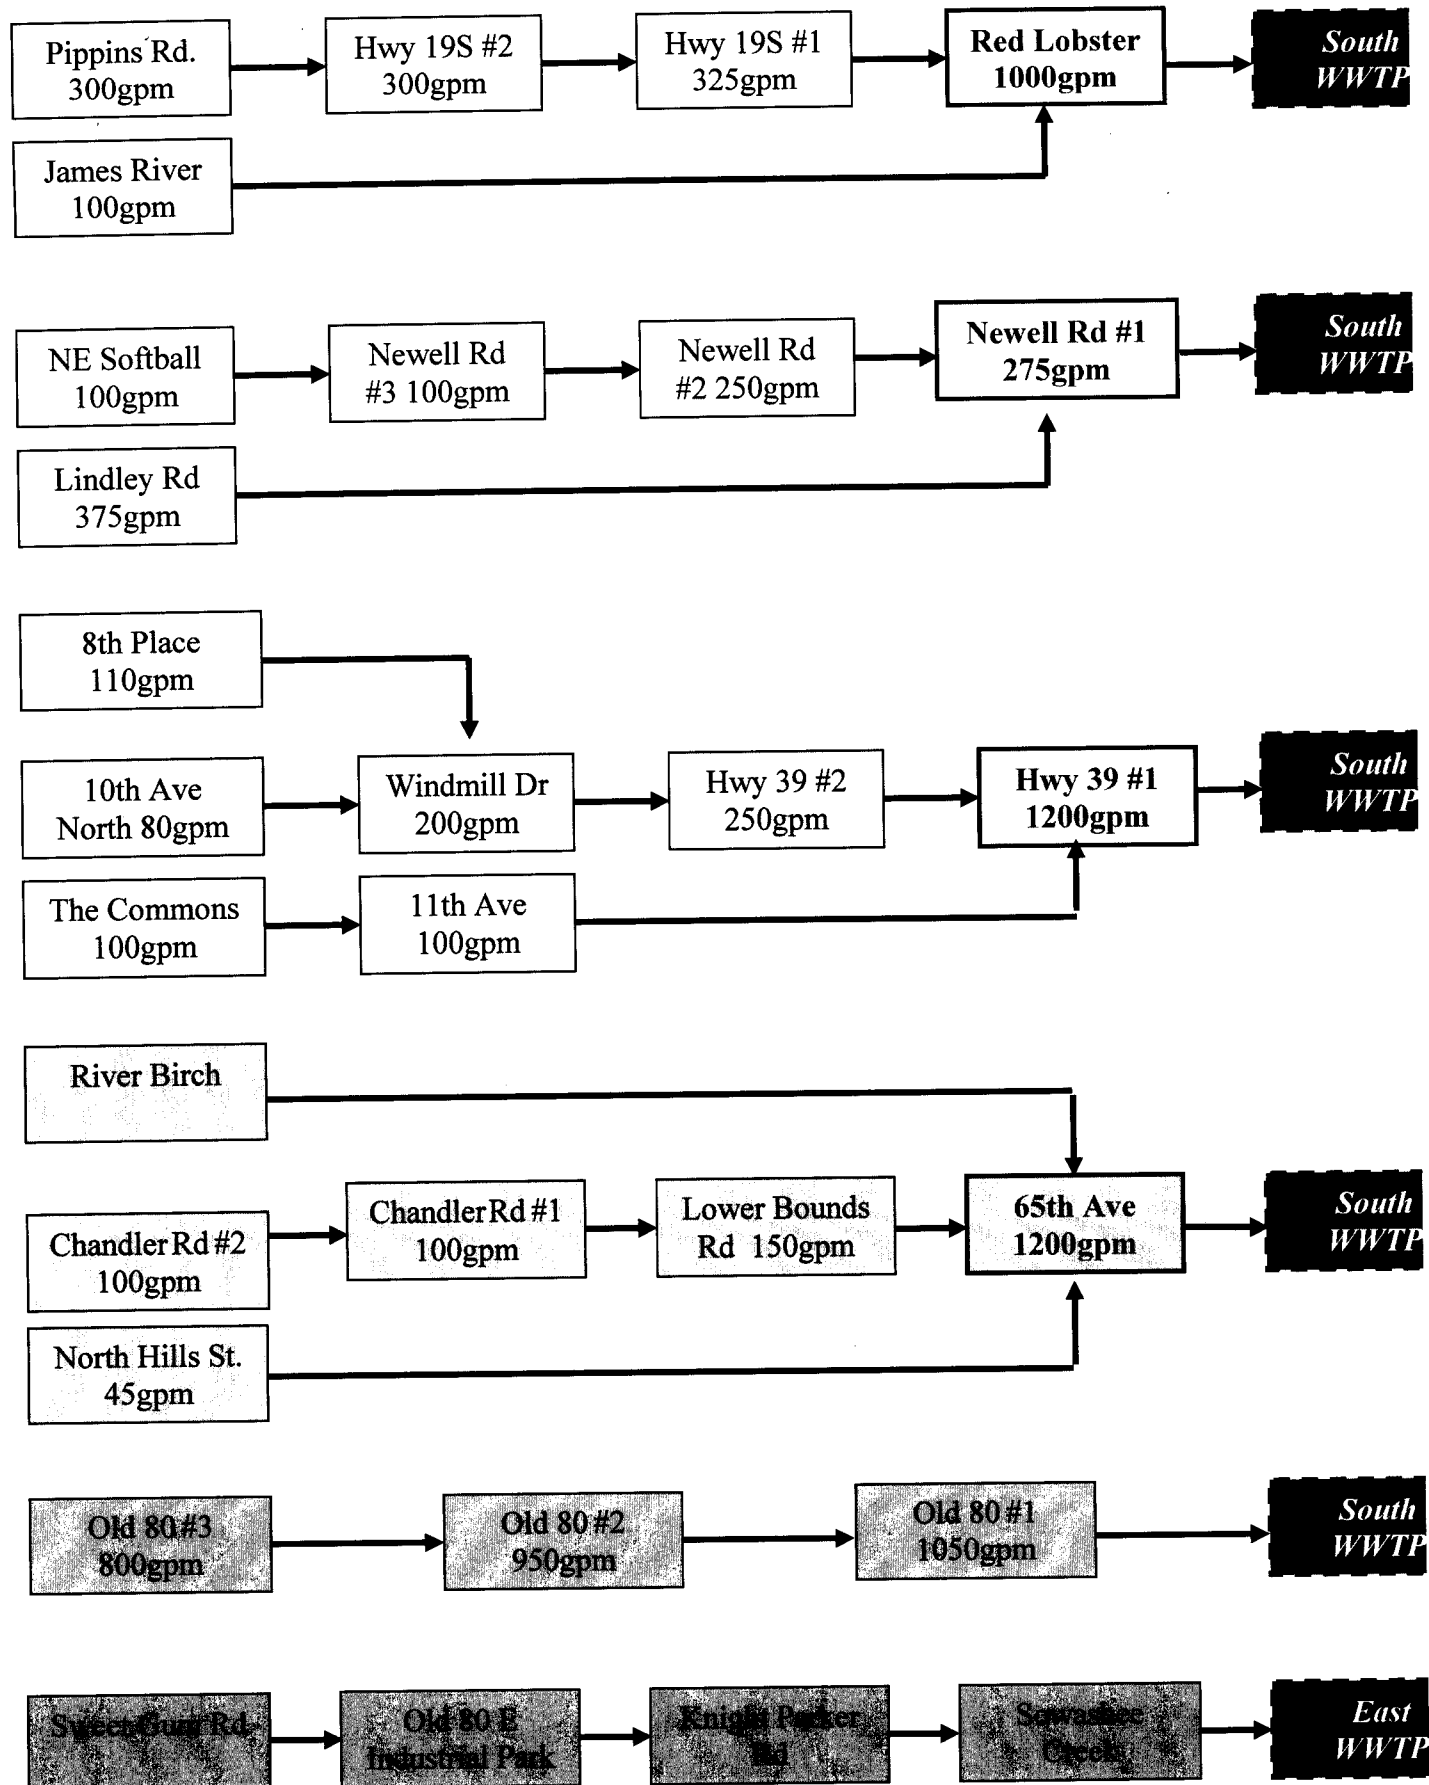 Pippins Rd.
300gpm
Hwy 19S #2
300gpm
Hwy 19S #1
325gpm
Red Lobster
1000gpm
South
WWTP
James River
100gpm
NE Softball
100gpm
Newell Rd
#3 100gpm
Newell Rd
#2 250gpm
Newell Rd #1
275gpm
South
WWTP
Lindley Rd
375gpm
8th Place
110gpm
10th Ave
North 80gpm
Windmill Dr
200gpm
Hwy 39 #2
250gpm
Hwy 39 #1
1200gpm
South
WWTP
The Commons
100gpm
11th Ave
100gpm
River Birch
Chandler Rd #2
100gpm
Chandler Rd #1
100gpm
Lower Bounds
Rd 150gpm
65th Ave
1200gpm
South
WWTP
North Hills St.
45gpm
Old 80 #3
800gpm
Old 80 #2
950gpm
Old 80 #1
1050gpm
South
WWTP
Sweet Gum Rd
Old 80 E
Industrial Park
Knight Parker
Rd
Sowashee
Creek
East
WWTP